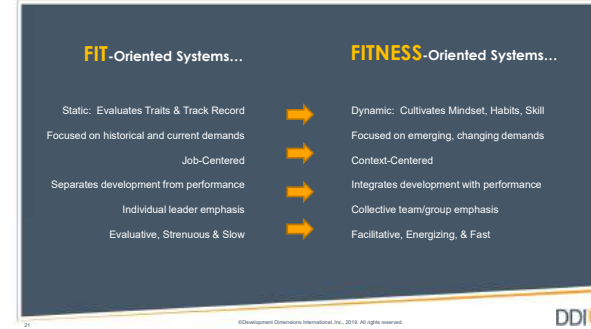 FIT-Oriented Systems...
FITNESS-Oriented Systems...
Static: Evaluates Traits & Track Record
Dynamic: Cultivates Mindset, Habits, Skill
Focused on historical and current demands
Focused on emerging, changing demands
Job-Centered
Context-Centered
Separates development from performance
Integrates development with performance
Individual leader emphasis
Collective team/group emphasis
Evaluative, Strenuous & Slow
Facilitative, Energizing, & Fast
21
©Development Dimensions International, Inc., 2019. All rights reserved.
DDI